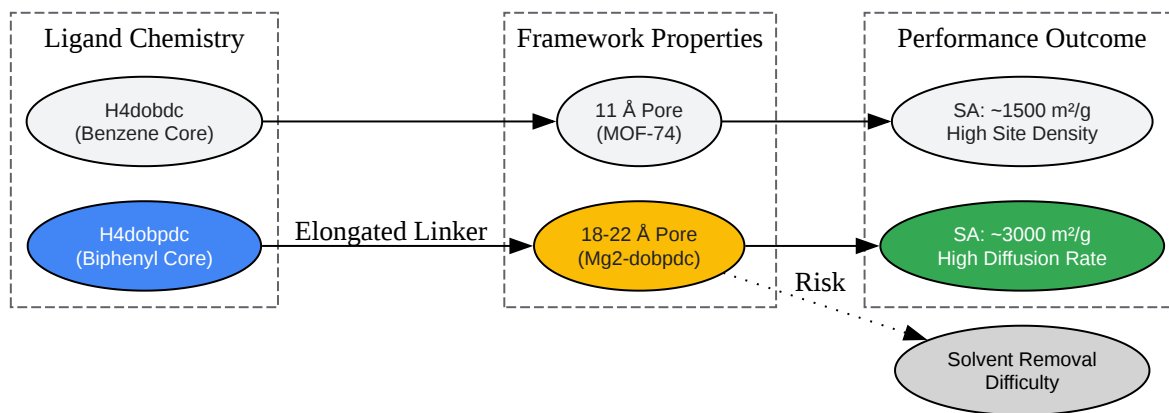 Ligand Chemistry
Framework Properties
Performance Outcome
H4dobdc
(Benzene Core)
11 Å Pore
(MOF-74)
SA: ~1500 m²/g
High Site Density
H4dobpdc
(Biphenyl Core)
Elongated Linker
18-22 Å Pore
(Mg2-dobpdc)
SA: ~3000 m²/g
High Diffusion Rate
Risk
Solvent Removal
Difficulty